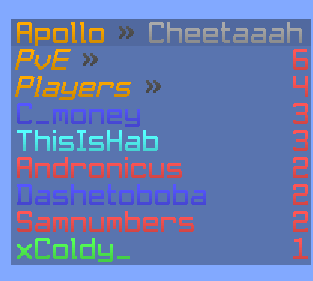 Apollo » Cheetaaah
PvE » 6
Players » 4
C_money 3
ThisIsHab 3
Andronicus 2
Dashetoboba 2
Samnumbers 2
xColdy_ 1